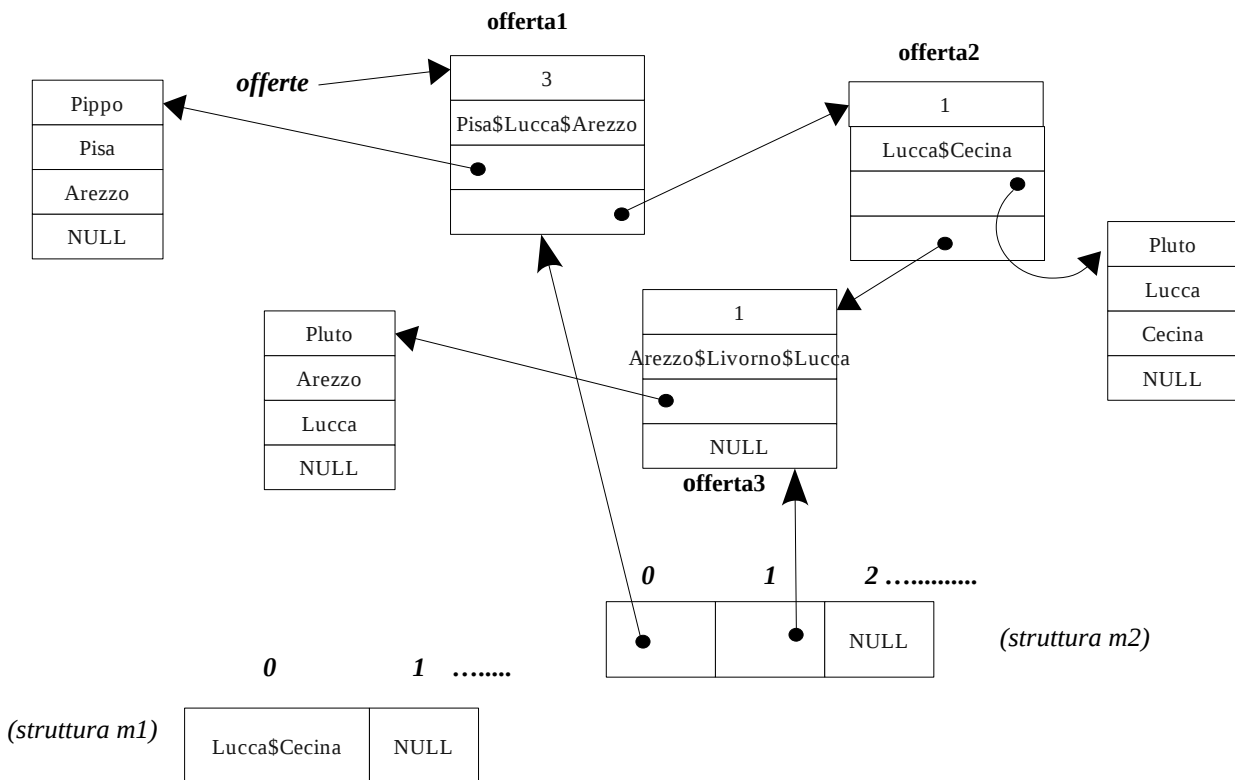 offerta1
offerta2
offerte
3
Pisa$Lucca$Arezzo
Pippo
Pisa
Arezzo
NULL
1
Lucca$Cecina
Pluto
Lucca
Cecina
NULL
1
Arezzo$Livorno$Lucca
NULL
offerta3
Pluto
Arezzo
Lucca
NULL
0 1 2 …..........
NULL
(struttura m2)
0 1 ….....
(struttura m1)
Lucca$Cecina NULL